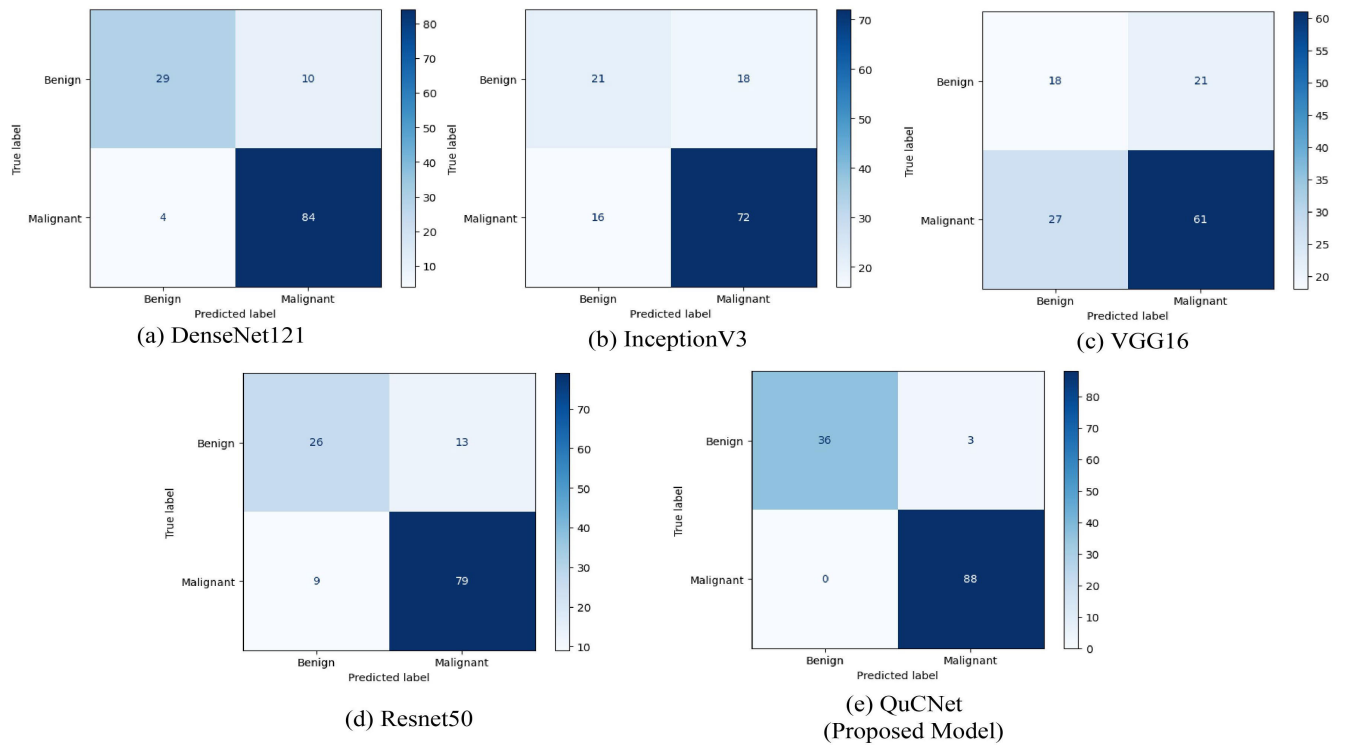 Benign
Malignant
True label
29
10
4
84
Benign
Malignant
Predicted label
80
70
60
50
40
30
20
10
(a) DenseNet121
Benign
Malignant
True label
21
18
16
72
Benign
Malignant
Predicted label
70
60
50
40
30
20
(b) InceptionV3
Benign
Malignant
True label
18
21
27
61
Benign
Malignant
Predicted label
60
55
50
45
40
35
30
25
20
(c) VGG16
Benign
Malignant
True label
26
13
9
79
Benign
Malignant
Predicted label
70
60
50
40
30
20
10
(d) Resnet50
Benign
Malignant
True label
36
3
0
88
Benign
Malignant
Predicted label
80
70
60
50
40
30
20
10
0
(e) QuCNet
(Proposed Model)